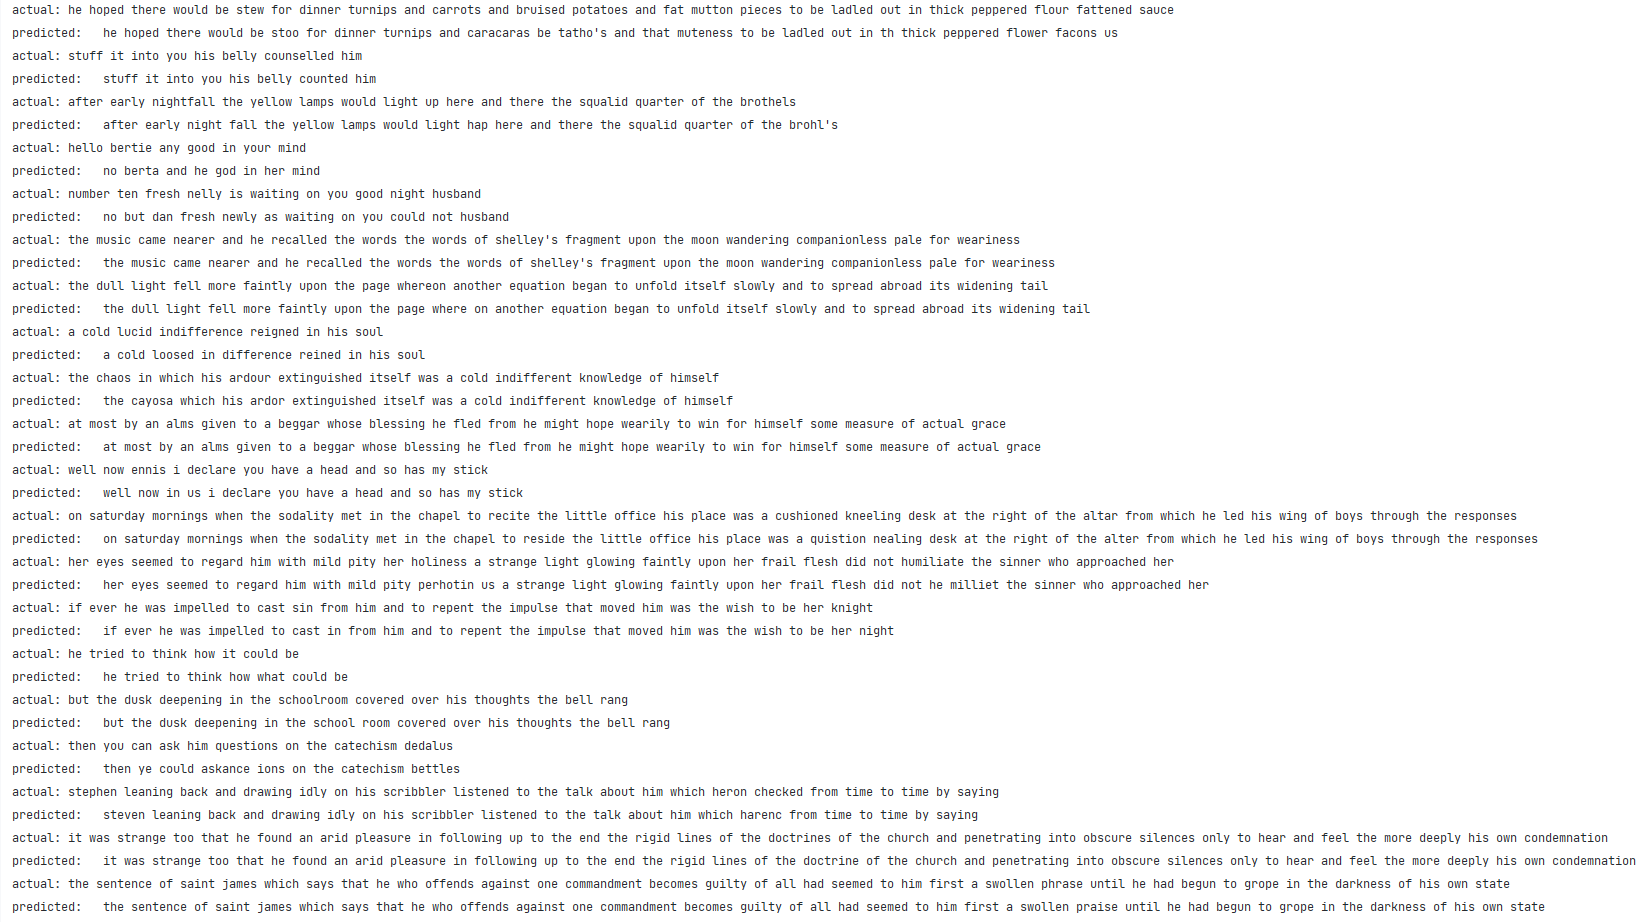 actual: he hoped there would be stew for dinner turnips and carrots and bruised potatoes and fat mutton pieces to be ladled out in thick peppered flour fattened sauce
predicted:   he hoped there would be stoo for dinner turnips and caracaras be tatho's and that muteness to be ladled out in th thick peppered flower facons us
actual: stuff it into you his belly counselled him
predicted:   stuff it into you his belly counted him
actual: after early nightfall the yellow lamps would light up here and there the squalid quarter of the brothels
predicted:   after early night fall the yellow lamps would light hap here and there the squalid quarter of the brohl's
actual: hello bertie any good in your mind
predicted:   no berta and he god in her mind
actual: number ten fresh nelly is waiting on you good night husband
predicted:   no but dan fresh newly as waiting on you could not husband
actual: the music came nearer and he recalled the words the words of shelley's fragment upon the moon wandering companionless pale for weariness
predicted:   the music came nearer and he recalled the words the words of shelley's fragment upon the moon wandering companionless pale for weariness
actual: the dull light fell more faintly upon the page whereon another equation began to unfold itself slowly and to spread abroad its widening tail
predicted:   the dull light fell more faintly upon the page where on another equation began to unfold itself slowly and to spread abroad its widening tail
actual: a cold lucid indifference reigned in his soul
predicted:   a cold loosed in difference reined in his soul
actual: the chaos in which his ardour extinguished itself was a cold indifferent knowledge of himself
predicted:   the cayosa which his ardor extinguished itself was a cold indifferent knowledge of himself
actual: at most by an alms given to a beggar whose blessing he fled from he might hope wearily to win for himself some measure of actual grace
predicted:   at most by an alms given to a beggar whose blessing he fled from he might hope wearily to win for himself some measure of actual grace
actual: well now ennis i declare you have a head and so has my stick
predicted:   well now in us i declare you have a head and so has my stick
actual: on saturday mornings when the sodality met in the chapel to recite the little office his place was a cushioned kneeling desk at the right of the altar from which he led his wing of boys through the responses
predicted:   on saturday mornings when the sodality met in the chapel to reside the little office his place was a quistion nealing desk at the right of the alter from which he led his wing of boys through the responses
actual: her eyes seemed to regard him with mild pity her holiness a strange light glowing faintly upon her frail flesh did not humiliate the sinner who approached her
predicted:   her eyes seemed to regard him with mild pity perhotin us a strange light glowing faintly upon her frail flesh did not he milliet the sinner who approached her
actual: if ever he was impelled to cast sin from him and to repent the impulse that moved him was the wish to be her knight
predicted:   if ever he was impelled to cast in from him and to repent the impulse that moved him was the wish to be her night
actual: he tried to think how it could be
predicted:   he tried to think how what could be
actual: but the dusk deepening in the schoolroom covered over his thoughts the bell rang
predicted:   but the dusk deepening in the school room covered over his thoughts the bell rang
actual: then you can ask him questions on the catechism dedalus
predicted:   then ye could askance ions on the catechism bettles
actual: stephen leaning back and drawing idly on his scribbler listened to the talk about him which heron checked from time to time by saying
predicted:   steven leaning back and drawing idly on his scribbler listened to the talk about him which harenc from time to time by saying
actual: it was strange too that he found an arid pleasure in following up to the end the rigid lines of the doctrines of the church and penetrating into obscure silences only to hear and feel the more deeply his own condemnation
predicted:   it was strange too that he found an arid pleasure in following up to the end the rigid lines of the doctrine of the church and penetrating into obscure silences only to hear and feel the more deeply his own condemnation
actual: the sentence of saint james which says that he who offends against one commandment becomes guilty of all had seemed to him first a swollen phrase until he had begun to grope in the darkness of his own state
predicted:   the sentence of saint james which says that he who offends against one commandment becomes guilty of all had seemed to him first a swollen praise until he had begun to grope in the darkness of his own state